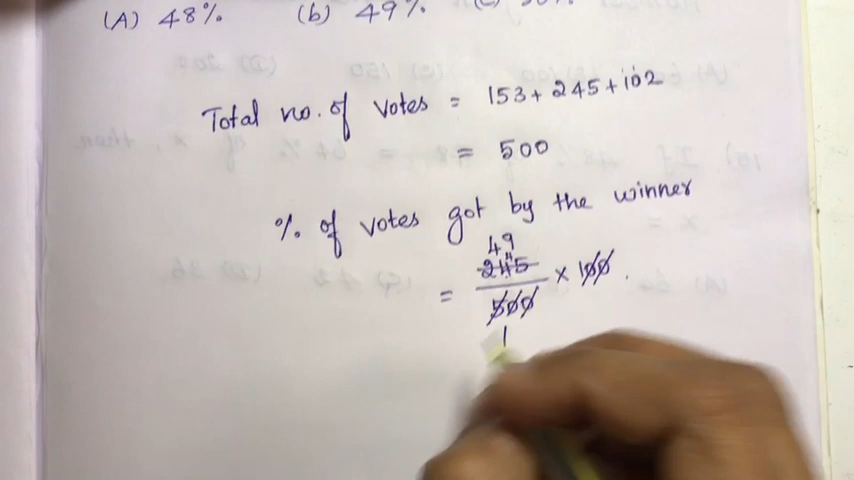 (A) 48% (b) 49%
Total no. of votes = 153 + 245 + 102
= 500
% of votes got by the winner
49
= 245/500 × 100.
1